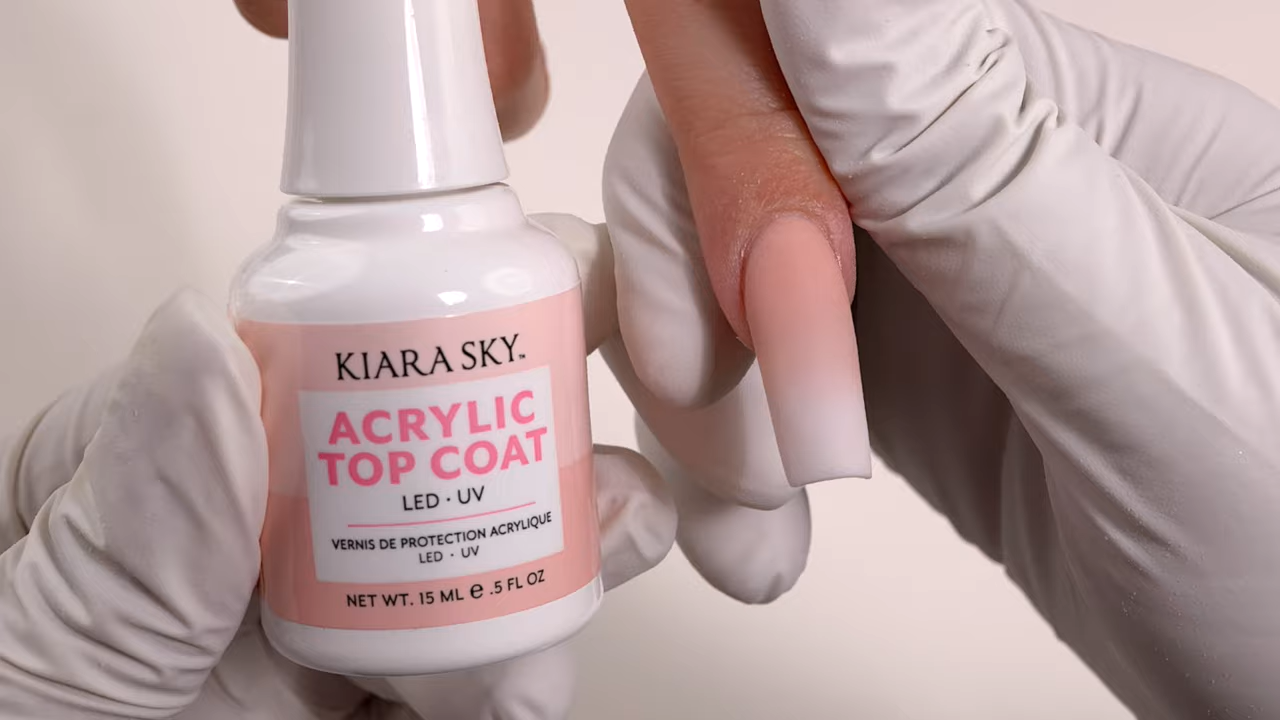 KIARA SKY™
ACRYLIC
TOP COAT
LED · UV
VERNIS DE PROTECTION ACRYLIQUE
LED · UV
NET WT. 15 ML ℮ .5 FL OZ